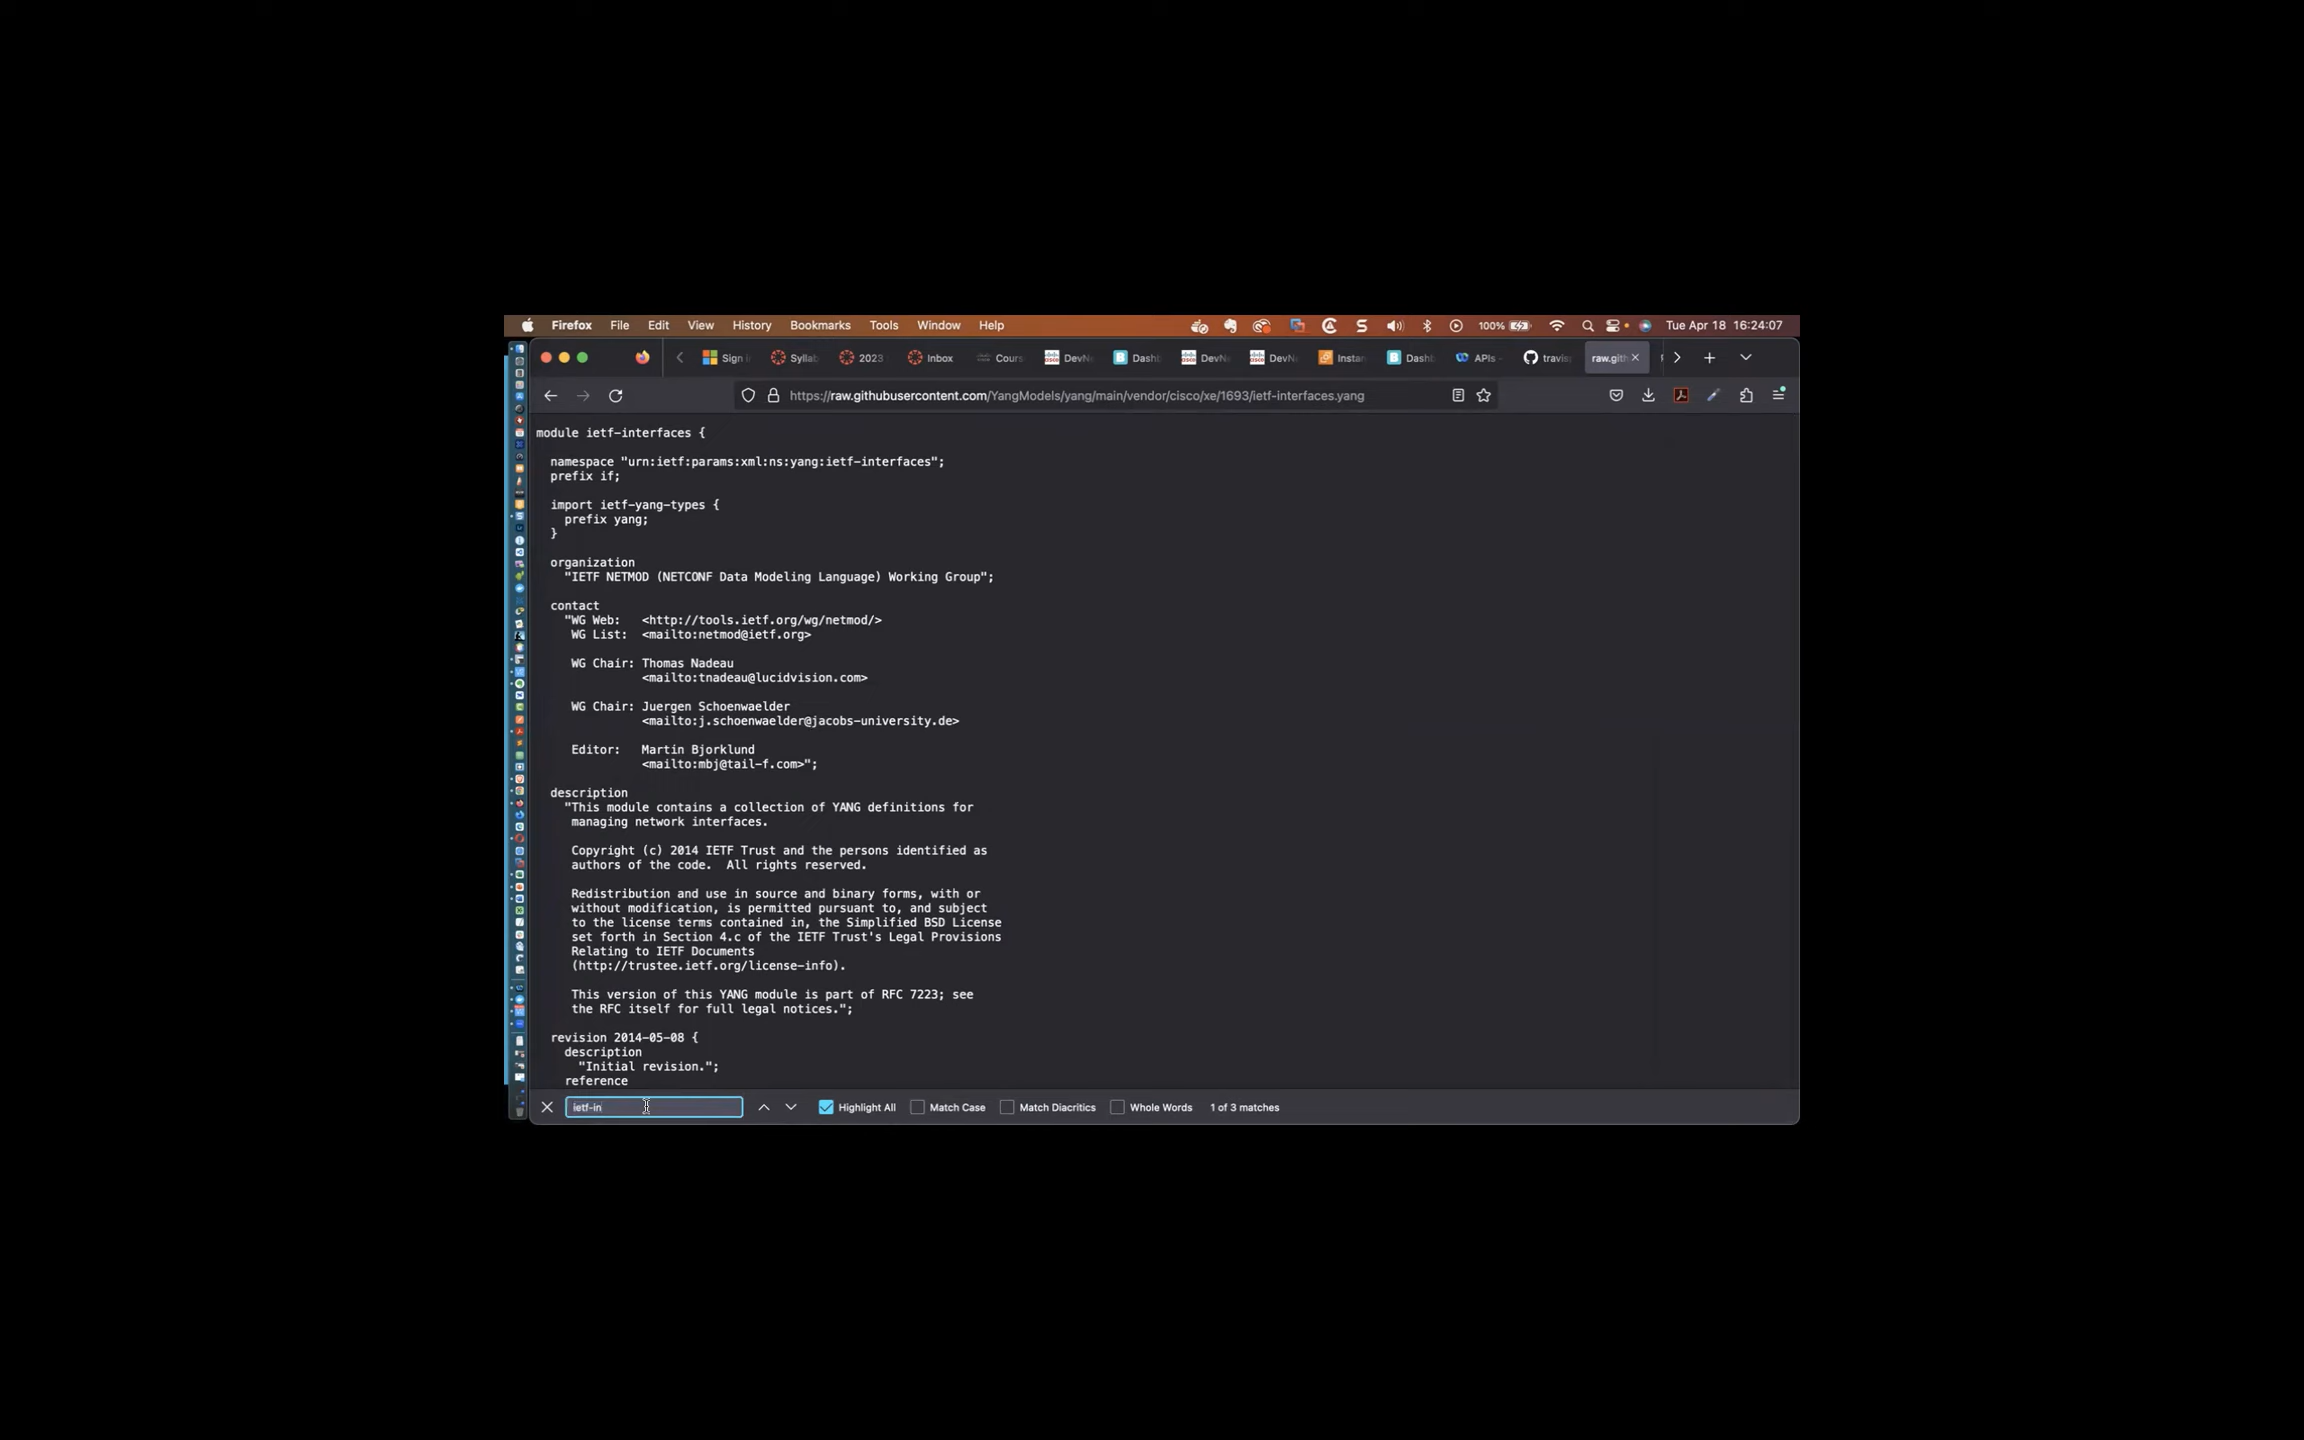 Firefox File Edit View History Bookmarks Tools Window Help 100% Tue Apr 18 16:24:07
Sign i Syllab 2023 Inbox Cours DevNe Dashb DevNe DevNe Instan Dashb APIs - travis raw.gith
https://raw.githubusercontent.com/YangModels/yang/main/vendor/cisco/xe/1693/ietf-interfaces.yang
module ietf-interfaces {
namespace "urn:ietf:params:xml:ns:yang:ietf-interfaces";
prefix if;
import ietf-yang-types {
prefix yang;
}
organization
"IETF NETMOD (NETCONF Data Modeling Language) Working Group";
contact
"WG Web: <http://tools.ietf.org/wg/netmod/>
WG List: <mailto:netmod@ietf.org>
WG Chair: Thomas Nadeau
<mailto:tnadeau@lucidvision.com>
WG Chair: Juergen Schoenwaelder
<mailto:j.schoenwaelder@jacobs-university.de>
Editor: Martin Bjorklund
<mailto:mbj@tail-f.com>";
description
"This module contains a collection of YANG definitions for
managing network interfaces.
Copyright (c) 2014 IETF Trust and the persons identified as
authors of the code. All rights reserved.
Redistribution and use in source and binary forms, with or
without modification, is permitted pursuant to, and subject
to the license terms contained in, the Simplified BSD License
set forth in Section 4.c of the IETF Trust's Legal Provisions
Relating to IETF Documents
(http://trustee.ietf.org/license-info).
This version of this YANG module is part of RFC 7223; see
the RFC itself for full legal notices.";
revision 2014-05-08 {
description
"Initial revision.";
reference
ietf-in Highlight All Match Case Match Diacritics Whole Words 1 of 3 matches